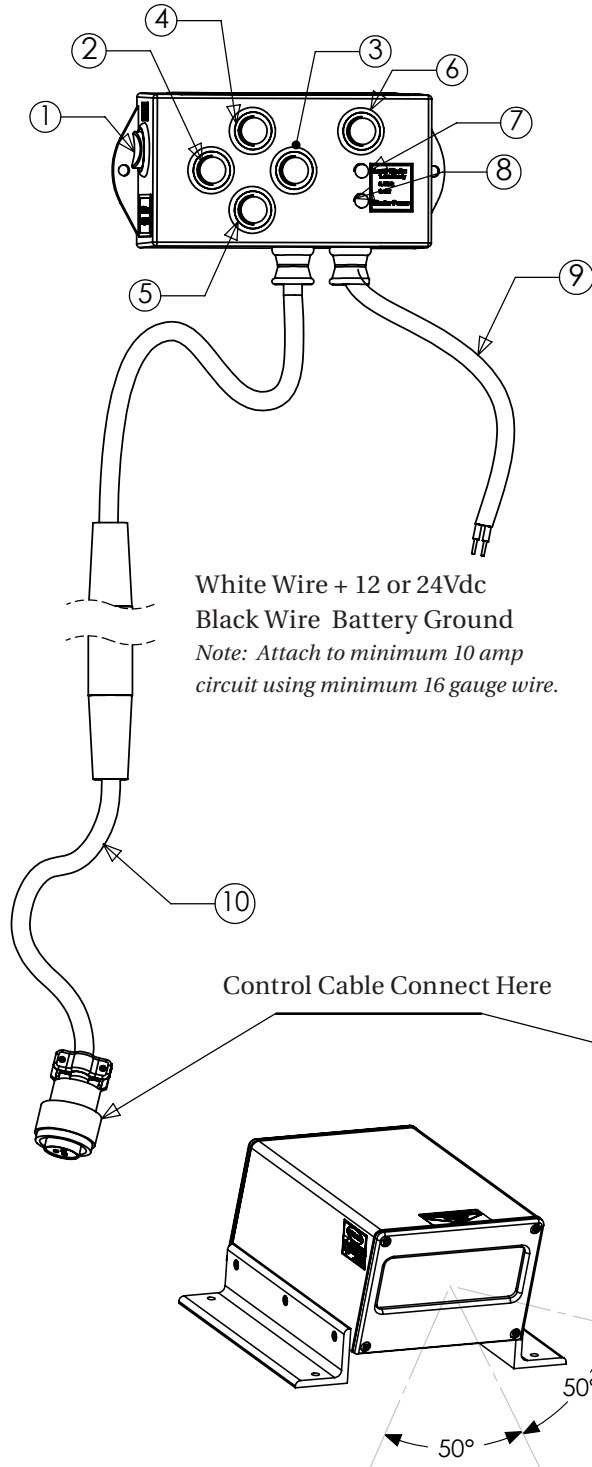 4
3
2
6
1
7
8
5
9
White Wire + 12 or 24Vdc
Black Wire Battery Ground
Note: Attach to minimum 10 amp
circuit using minimum 16 gauge wire.
10
Control Cable Connect Here
50°
50°